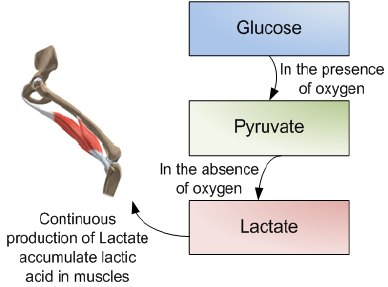 Glucose
In the presence
of oxygen
Pyruvate
In the absence
of oxygen
Lactate
Continuous
production of Lactate
accumulate lactic
acid in muscles